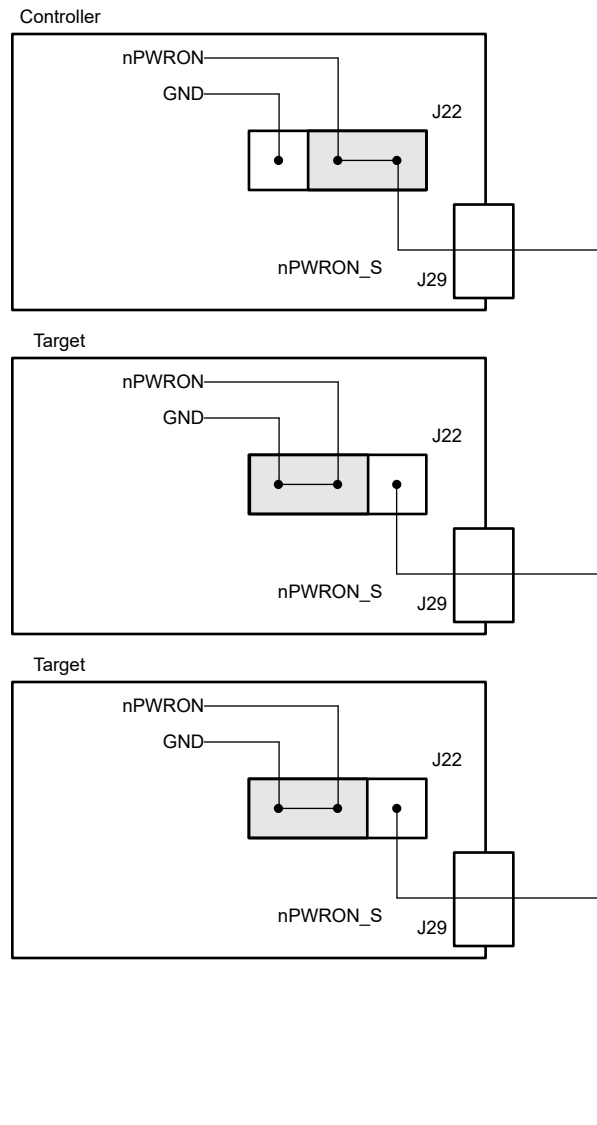 Controller
nPWRON
GND
J22
nPWRON_S
J29
Target
nPWRON
GND
J22
nPWRON_S
J29
Target
nPWRON
GND
J22
nPWRON_S
J29